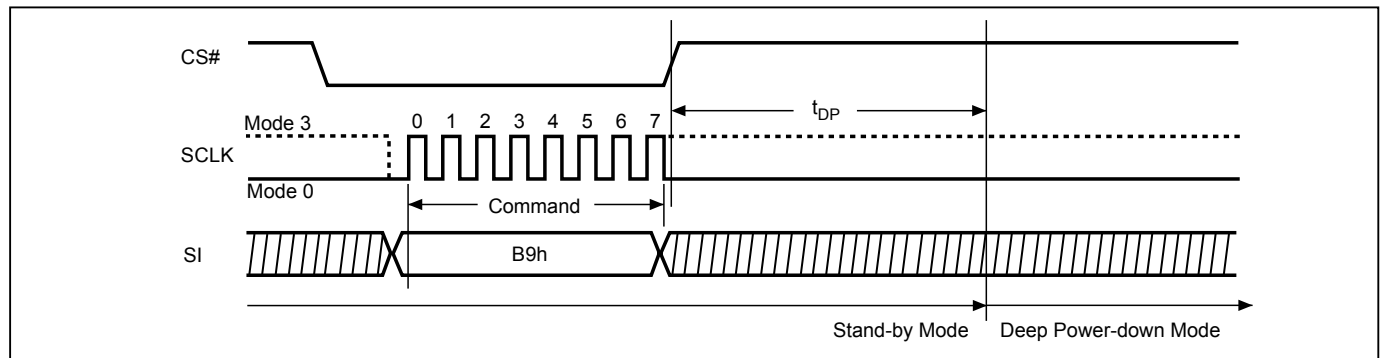 CS#
tDP
Mode 3
0 1 2 3 4 5 6 7
SCLK
Mode 0
Command
SI
B9h
Stand-by Mode
Deep Power-down Mode